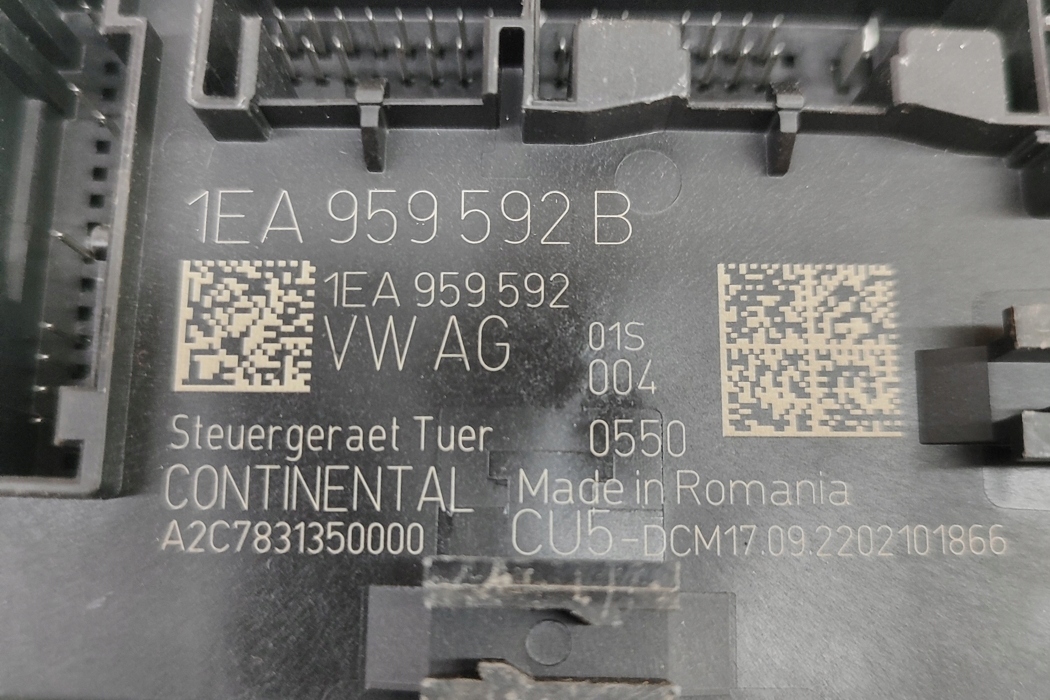 1EA 959 592 B
1EA 959 592
VW AG
01S
004
Steuergeraet Tuer
0550
CONTINENTAL
Made in Romania
A2C7831350000
CU5-DCM17.09.2202101866